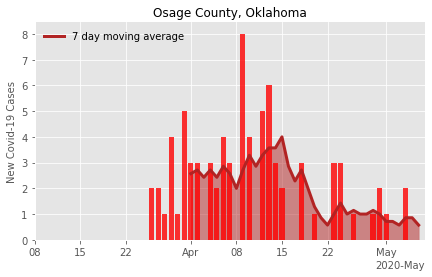 Osage County, Oklahoma
7 day moving average
New Covid-19 Cases
8
7
6
5
4
3
2
1
0
08 15 22 Apr 08 15 22 May
2020-May